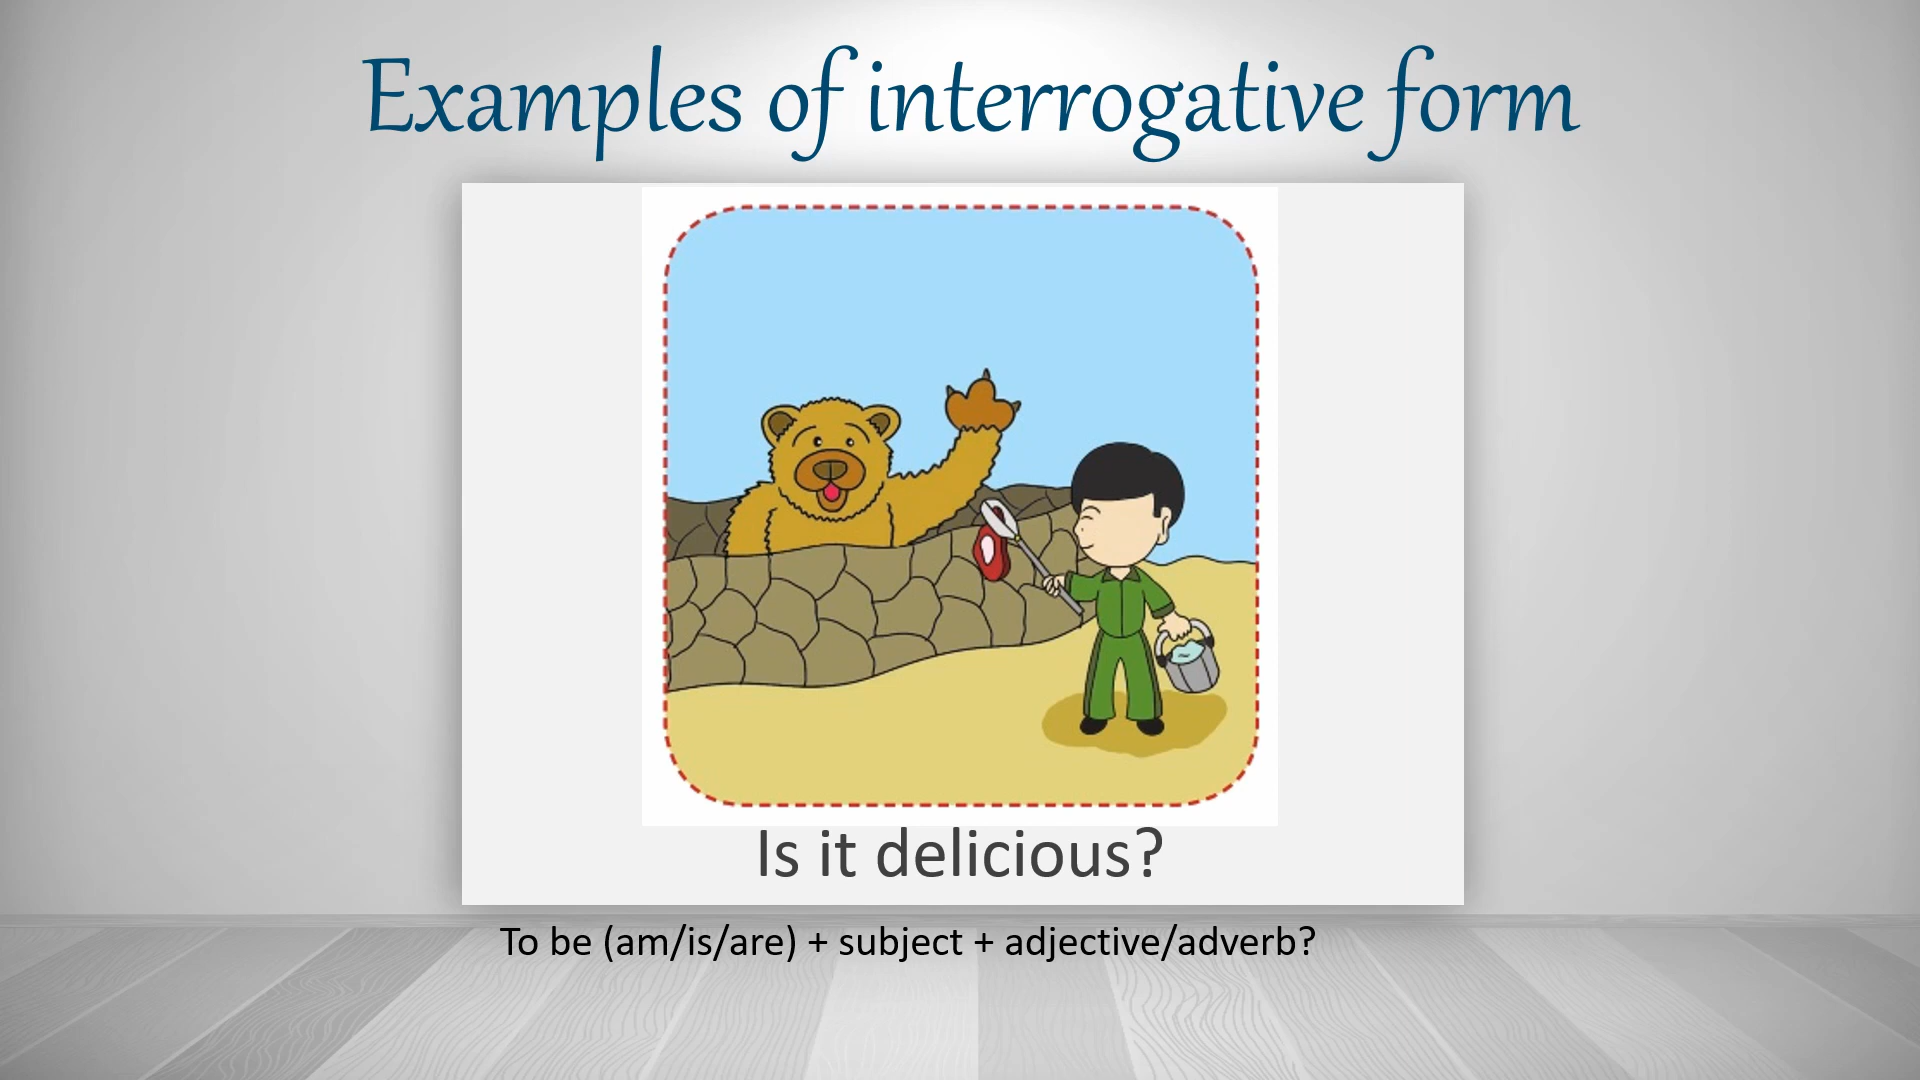 Examples of interrogative form
Is it delicious?
To be (am/is/are) + subject + adjective/adverb?